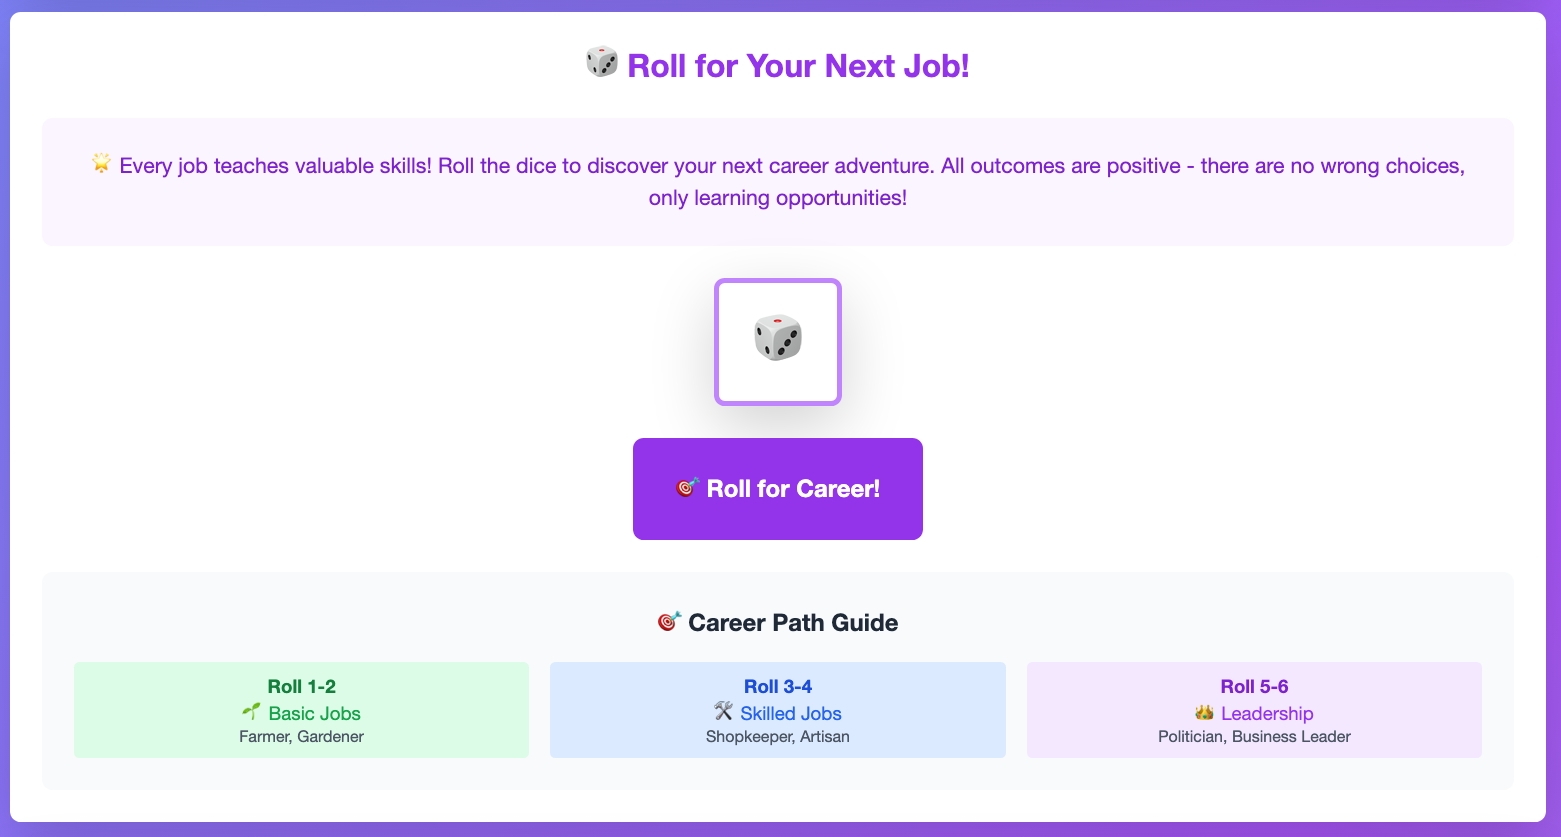 🎲 Roll for Your Next Job!
🌟 Every job teaches valuable skills! Roll the dice to discover your next career adventure. All outcomes are positive - there are no wrong choices,
only learning opportunities!
🎯 Roll for Career!
🎯 Career Path Guide
Roll 1-2
🌱 Basic Jobs
Farmer, Gardener
Roll 3-4
🛠️ Skilled Jobs
Shopkeeper, Artisan
Roll 5-6
👑 Leadership
Politician, Business Leader